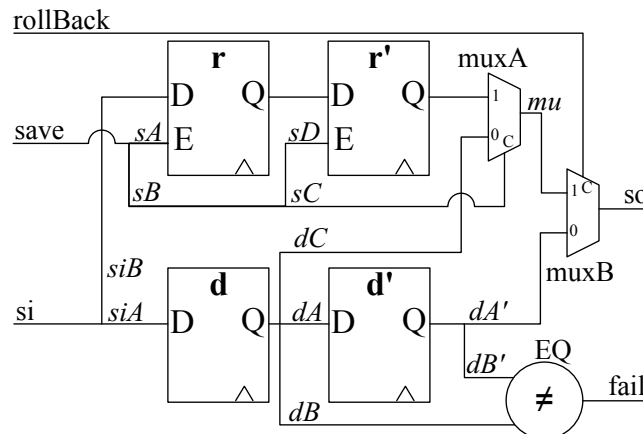 rollBack
r r' muxA
D Q D Q 1 mu
save sA E sD E 0 C
sB sC 1 C so
dC 0
siB d d' muxB
si siA D Q dA D Q dA'
dB' EQ
≠ fail
dB